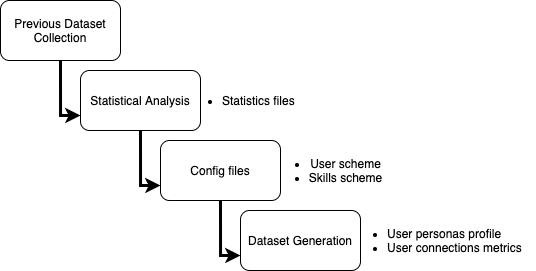 Previous Dataset
Collection
Statistical Analysis
• Statistics files
Config files
• User scheme
• Skills scheme
Dataset Generation
• User personas profile
• User connections metrics